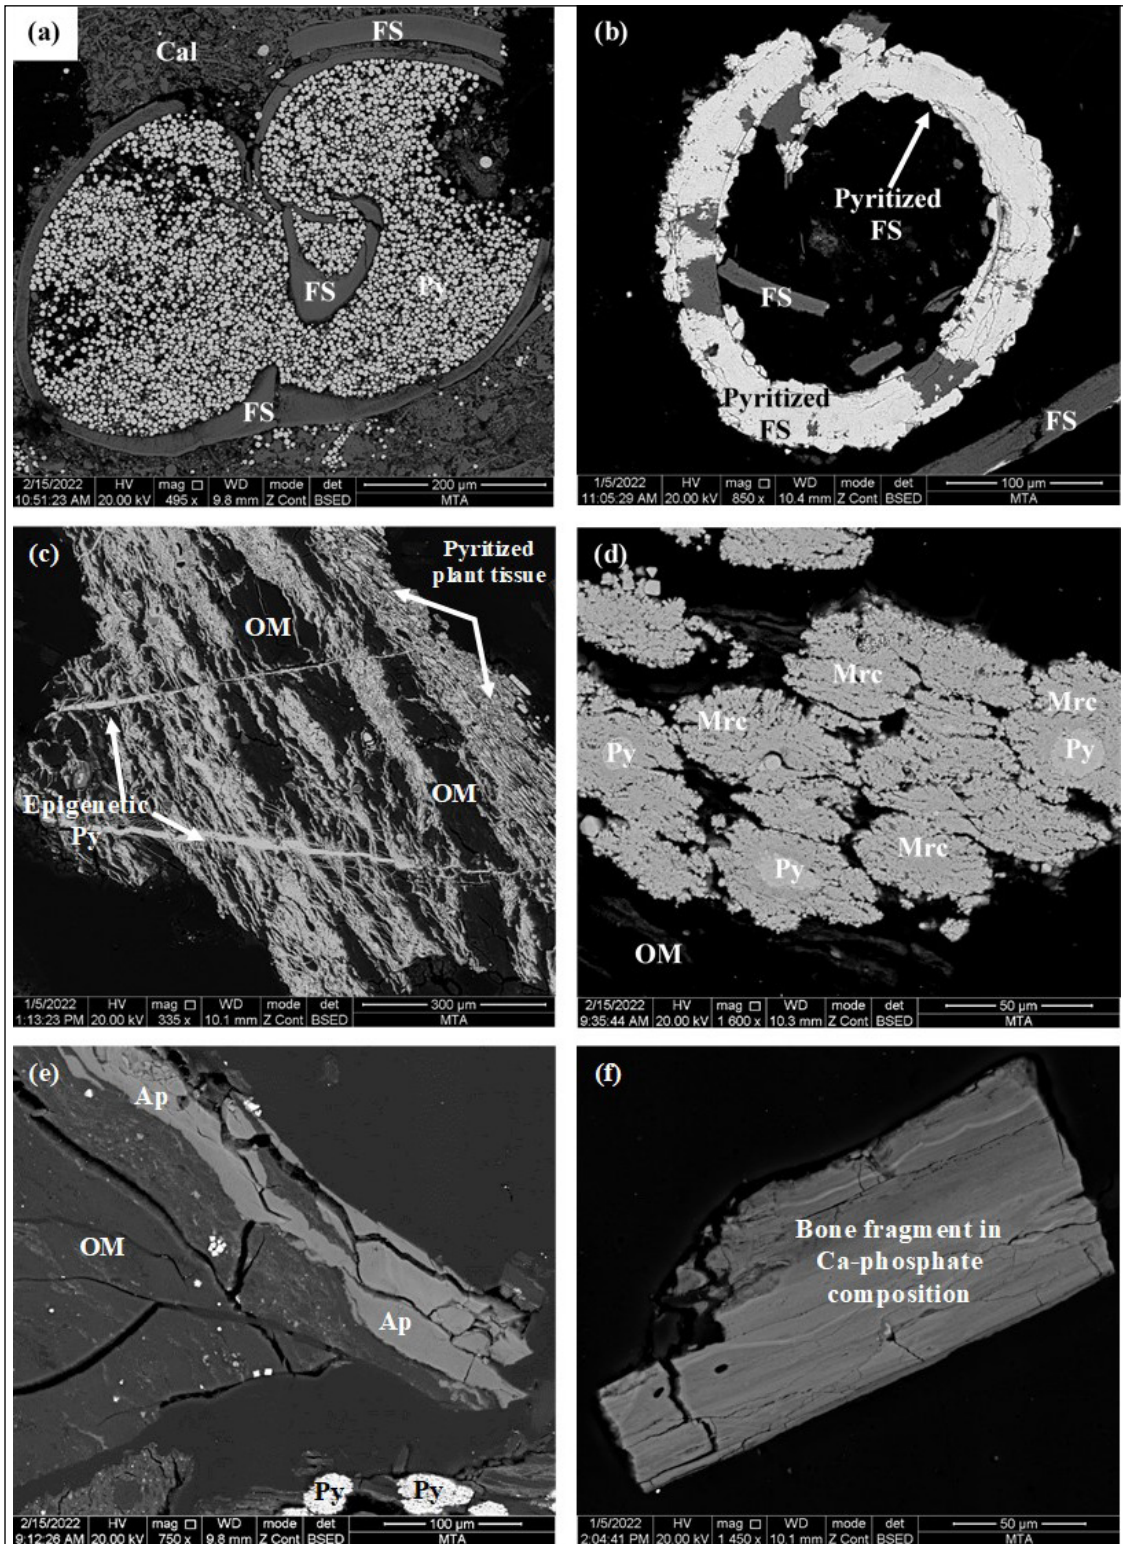 (a)
FS
Cal
FS
Py
FS
2/15/2022 HV mag WD mode det 200 µm
10:51:23 AM 20.00 kV 495 x 9.8 mm Z Cont BSED MTA
(b)
Pyritized
FS
FS
Pyritized
FS
FS
1/5/2022 HV mag WD mode det 100 µm
11:05:29 AM 20.00 kV 850 x 10.4 mm Z Cont BSED MTA
(c)
Pyritized
plant tissue
OM
OM
Epigenetic
Py
1/5/2022 HV mag WD mode det 300 µm
1:13:23 PM 20.00 kV 335 x 10.1 mm Z Cont BSED MTA
(d)
Mrc
Mrc
Mrc
Py
Py
Mrc
Py
OM
2/15/2022 HV mag WD mode det 50 µm
9:35:44 AM 20.00 kV 1 600 x 10.3 mm Z Cont BSED MTA
(e)
Ap
OM
Ap
Py
Py
2/15/2022 HV mag WD mode det 100 µm
9:12:26 AM 20.00 kV 750 x 9.8 mm Z Cont BSED MTA
(f)
Bone fragment in
Ca-phosphate
composition
1/5/2022 HV mag WD mode det 50 µm
2:04:41 PM 20.00 kV 1 450 x 10.1 mm Z Cont BSED MTA